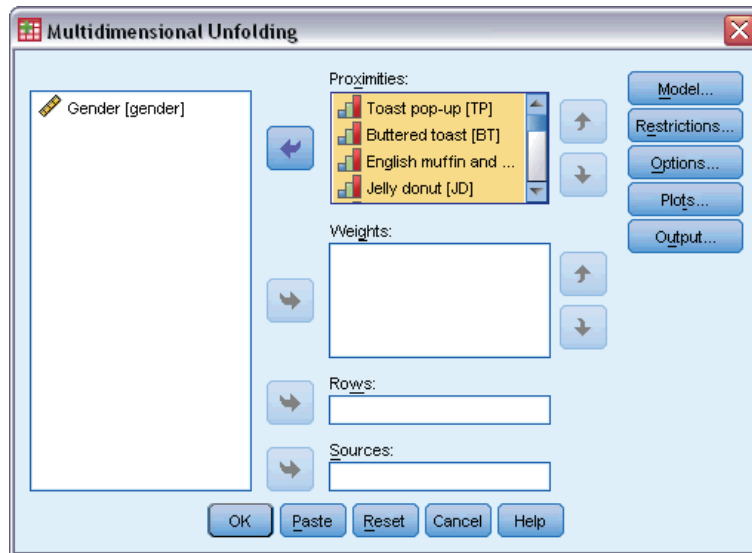 Multidimensional Unfolding
Gender [gender]
Proximities:
Toast pop-up [TP]
Buttered toast [BT]
English muffin and ...
Jelly donut [JD]
Weights:
Rows:
Sources:
Model...
Restrictions...
Options...
Plots...
Output...
OK
Paste
Reset
Cancel
Help